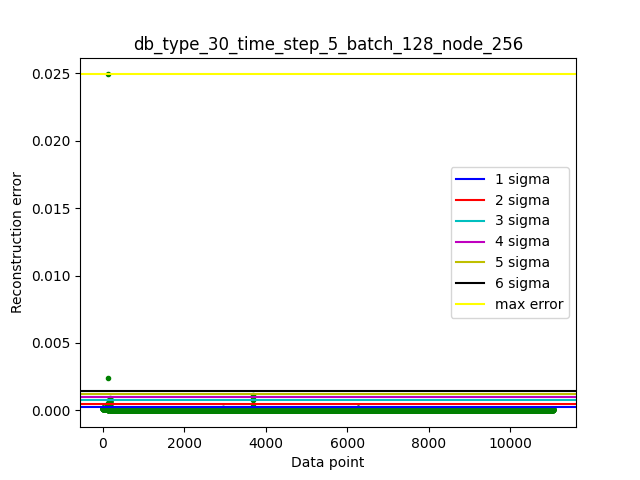 db_type_30_time_step_5_batch_128_node_256
0.025
0.020
0.015
0.010
0.005
0.000
Reconstruction error
1 sigma
2 sigma
3 sigma
4 sigma
5 sigma
6 sigma
max error
0 2000 4000 6000 8000 10000
Data point